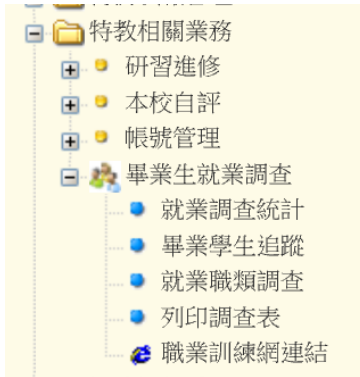 特教相關業務
研習進修
本校自評
帳號管理
畢業生就業調查
就業調查統計
畢業學生追蹤
就業職類調查
列印調查表
職業訓練網連結